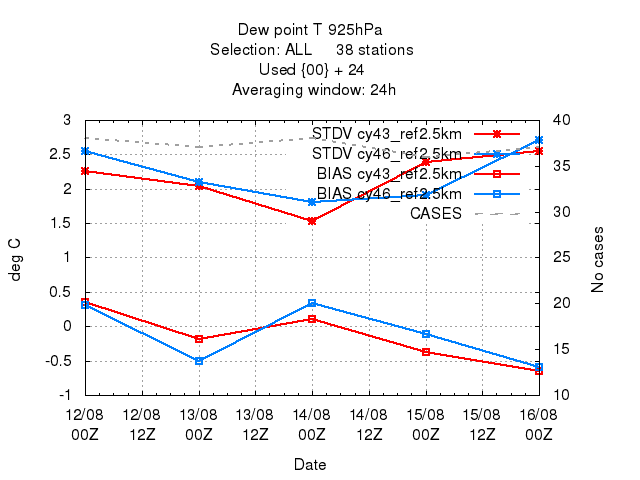 Dew point T 925hPa
Selection: ALL 38 stations
Used {00} + 24
Averaging window: 24h
3
2.5
2
1.5
1
0.5
0
-0.5
-1
deg C
40
35
30
25
20
15
10
No cases
STDV cy43_ref2.5km
STDV cy46_ref2.5km
BIAS cy43_ref2.5km
BIAS cy46_ref2.5km
CASES
12/08 12/08 13/08 13/08 14/08 14/08 15/08 15/08 16/08
00Z 12Z 00Z 12Z 00Z 12Z 00Z 12Z 00Z
Date